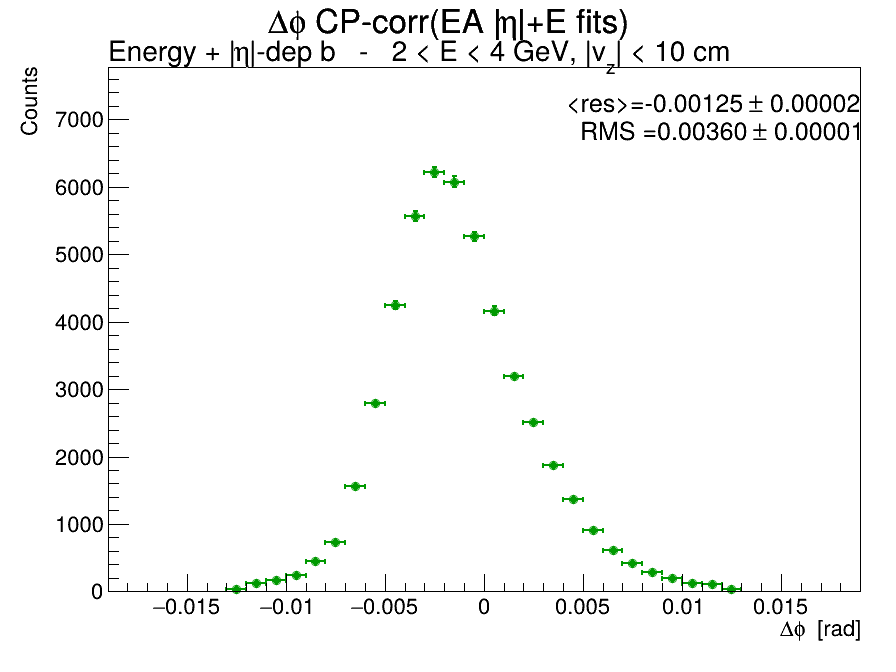 Δϕ CP-corr(EA |η|+E fits)
Energy + |η|-dep b - 2 < E < 4 GeV, |v_z| < 10 cm
Counts
<res>=-0.00125 ± 0.00002
RMS =0.00360 ± 0.00001
7000
6000
5000
4000
3000
2000
1000
0
−0.015 −0.01 −0.005 0 0.005 0.01 0.015
Δϕ [rad]